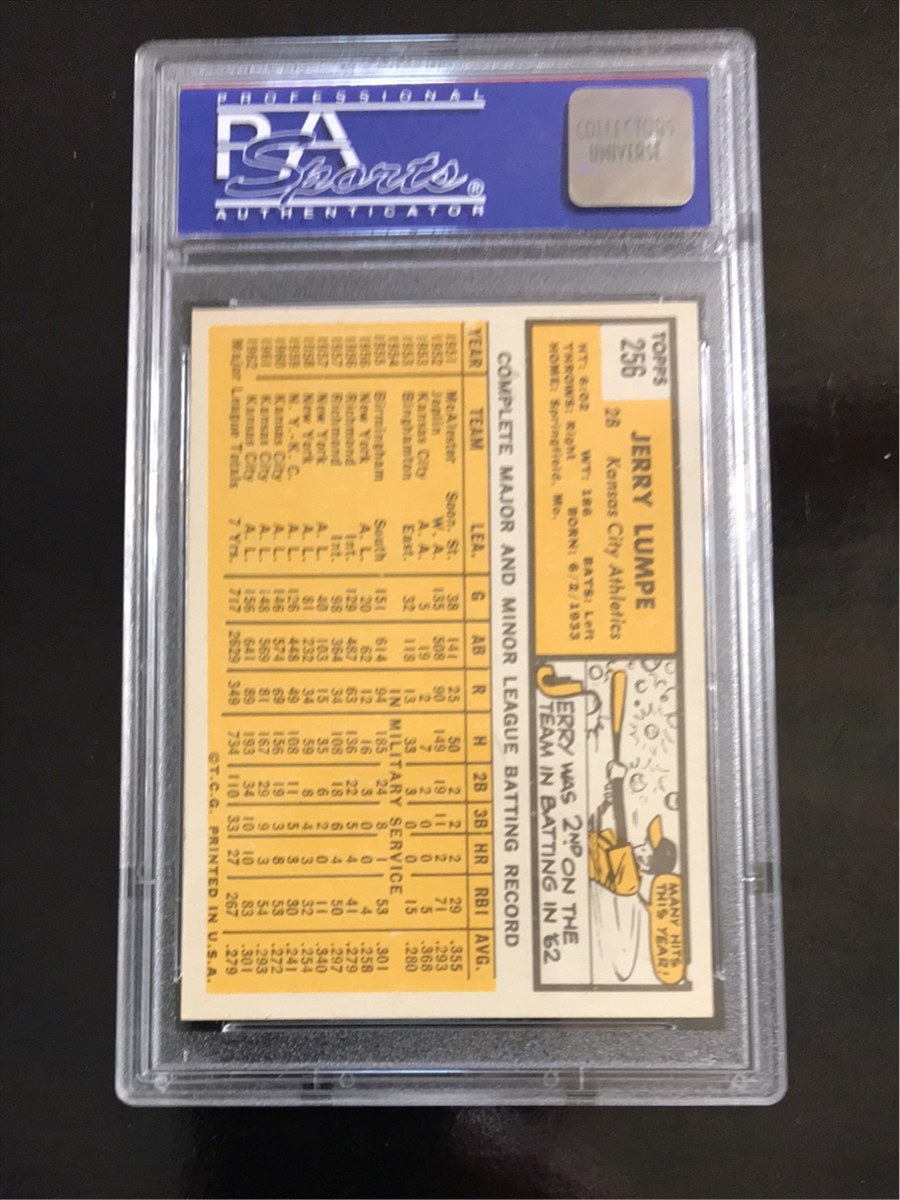 PROFESSIONAL
PSA
Sports®
AUTHENTICATOR
COLLECTORS
UNIVERSE
TOPPS
256
JERRY LUMPE
2B Kansas City Athletics
HT: 6:02 WT: 186 BATS: Left
THROWS: Right BORN: 6/2/1933
HOME: Springfield, Mo.
MANY HITS
THIS YEAR!
JERRY WAS 2ND ON THE
TEAM IN BATTING IN '62
COMPLETE MAJOR AND MINOR LEAGUE BATTING RECORD
YEAR TEAM LEA. G AB R H 2B 3B HR RBI AVG.
1951 McAlester Soon. St. 38 141 25 50 2 2 2 29 .355
1952 Joplin W. A. 135 508 90 149 19 11 2 71 .293
1953 Kansas City A. A. 5 19 2 7 2 0 0 5 .368
1953 Binghamton East. 32 118 13 33 3 0 0 15 .280
1954 IN MILITARY SERVICE
1955 Birmingham South 151 614 94 185 24 8 1 53 .301
1956 New York A. L. 20 62 12 16 3 0 0 4 .258
1956 Richmond Int. 129 487 63 136 22 5 4 41 .279
1957 Richmond Int. 98 364 54 108 18 6 4 50 .297
1957 New York A. L. 40 103 15 35 6 2 0 11 .340
1958 New York A. L. 81 232 34 59 8 4 3 32 .254
1959 N. Y.-K. C. A. L. 126 448 49 108 11 5 3 30 .241
1960 Kansas City A. L. 146 574 69 156 19 3 8 53 .272
1961 Kansas City A. L. 148 569 81 167 29 9 3 54 .293
1962 Kansas City A. L. 156 641 89 193 34 10 10 83 .301
Major League Totals 7 Yrs. 717 2629 349 734 110 33 27 267 .279
©T.C.G. PRINTED IN U.S.A.